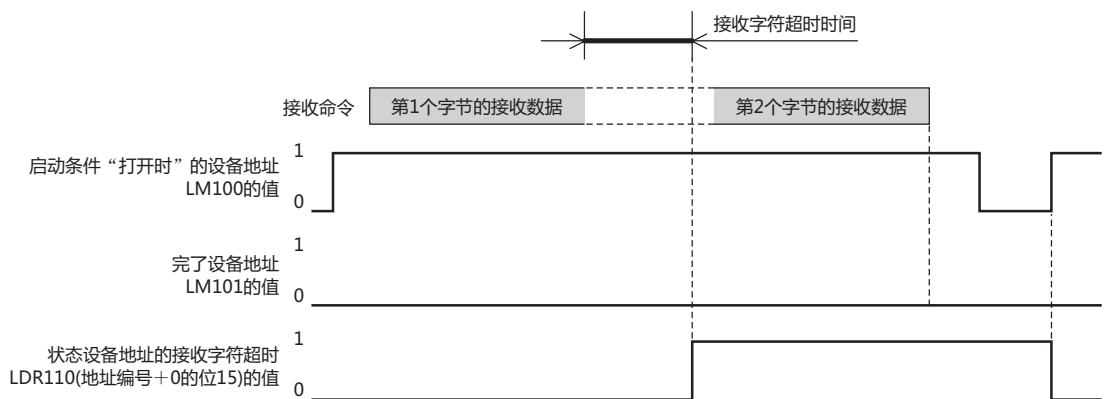 接收字符超时时间
接收命令
第1个字节的接收数据
第2个字节的接收数据
启动条件“打开时”的设备地址
LM100的值
1
0
完了设备地址
LM101的值
1
0
状态设备地址的接收字符超时
LDR110(地址编号＋0的位15)的值
1
0